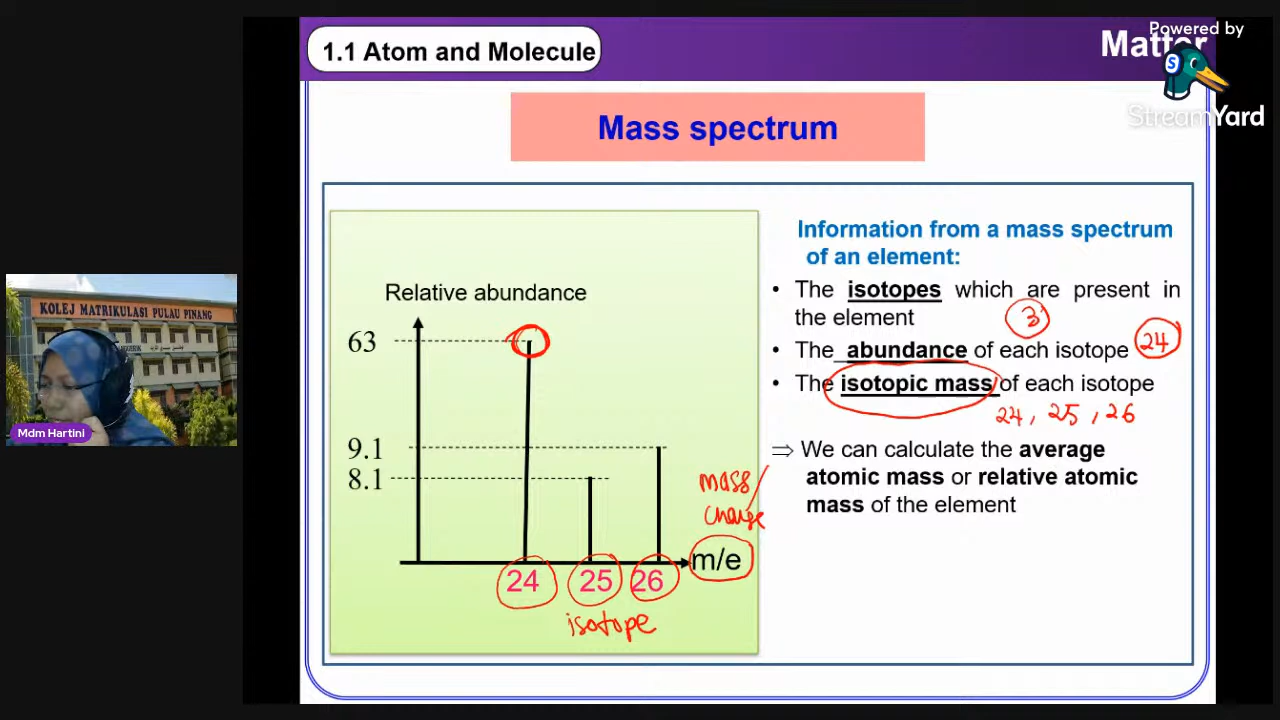 1.1 Atom and Molecule
Matter
Powered by
StreamYard
Mass spectrum
Relative abundance
63
9.1
8.1
24 25 26
m/e
mass/
charge
isotope
Information from a mass spectrum
of an element:
• The isotopes which are present in
the element
3
• The abundance of each isotope
24
• The isotopic mass of each isotope
24, 25, 26
⇒ We can calculate the average
atomic mass or relative atomic
mass of the element
KOLEJ MATRIKULASI PULAU PINANG
Mdm Hartini